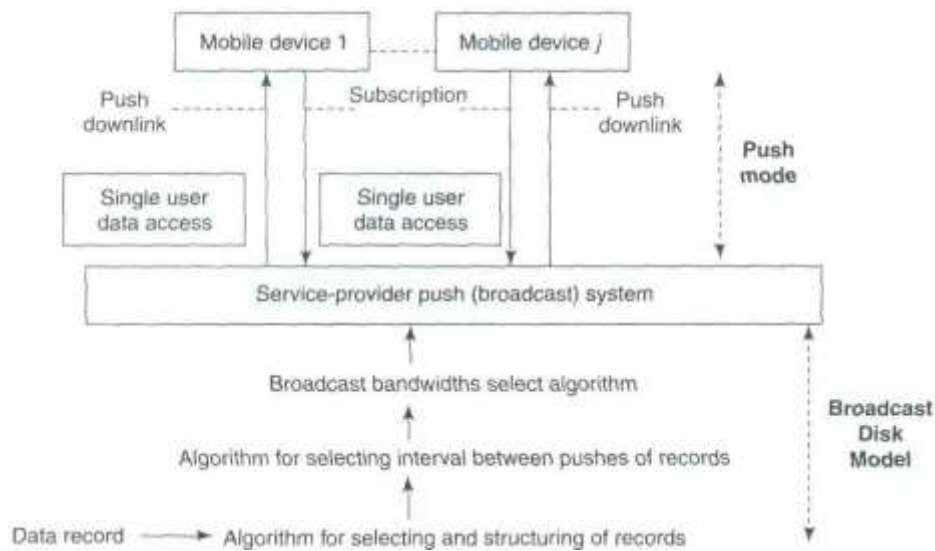 Mobile device 1
Mobile device j
Push
downlink
Subscription
Push
downlink
Push
mode
Single user
data access
Single user
data access
Service-provider push (broadcast) system
Broadcast bandwidths select algorithm
Broadcast
Disk
Model
Algorithm for selecting interval between pushes of records
Data record
Algorithm for selecting and structuring of records